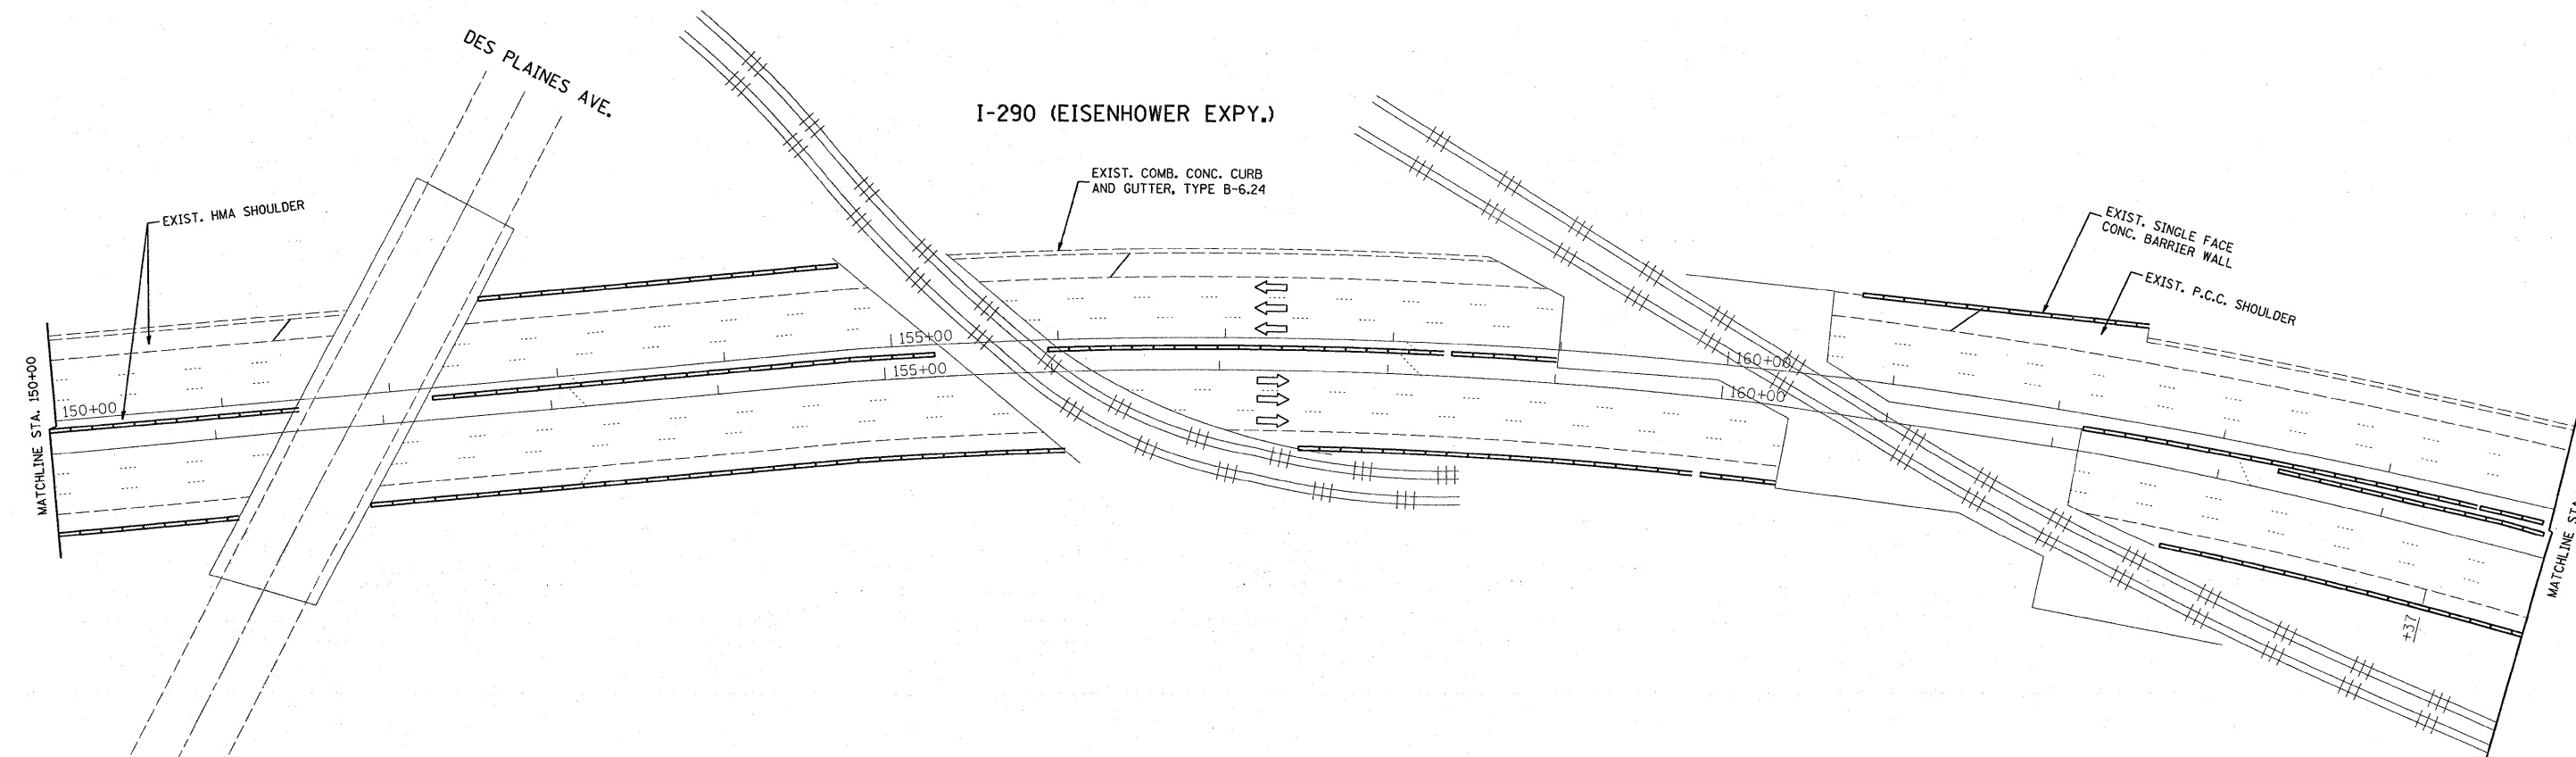 DES PLAINES AVE.
I-290 (EISENHOWER EXPY.)
EXIST. COMB. CONC. CURB
AND GUTTER, TYPE B-6.24
EXIST. HMA SHOULDER
EXIST. SINGLE FACE
CONC. BARRIER WALL
EXIST. P.C.C. SHOULDER
MATCHLINE STA. 150+00
150+00
155+00
155+00
160+00
160+00
+37
MATCHLINE STA